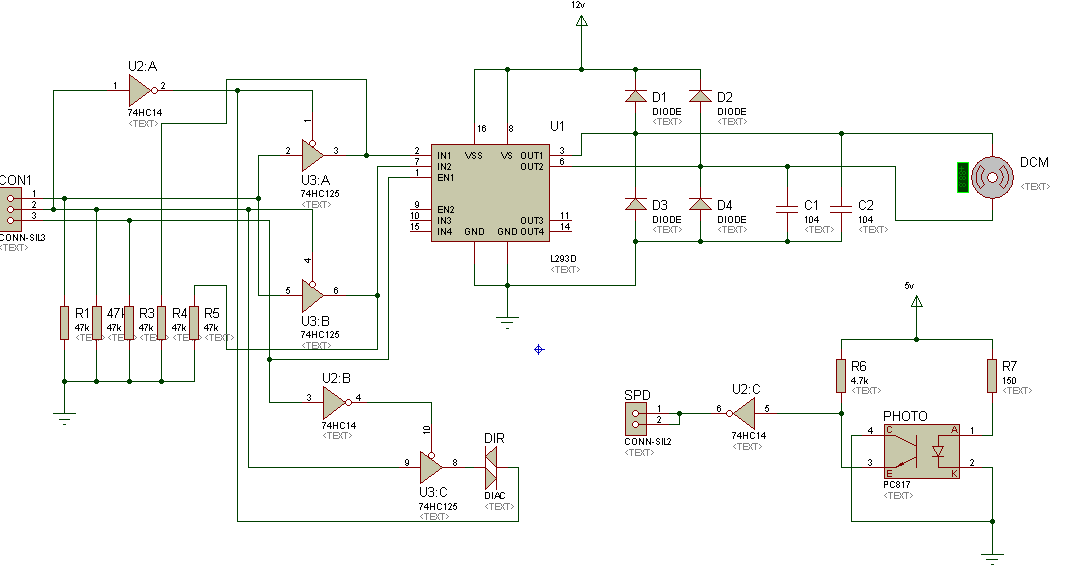 12v
U2:A
1
2
74HC14
<TEXT>
D1
DIODE
<TEXT>
D2
DIODE
<TEXT>
1
2
3
U3:A
74HC125
<TEXT>
16
8
U1
2
7
1
9
10
15
IN1
IN2
EN1
EN2
IN3
IN4
VSS
VS
OUT1
OUT2
OUT3
OUT4
GND
GND
3
6
11
14
L293D
<TEXT>
DCM
<TEXT>
CON1
1
2
3
CONN-SIL3
<TEXT>
D3
DIODE
<TEXT>
D4
DIODE
<TEXT>
C1
104
<TEXT>
C2
104
<TEXT>
4
5
6
U3:B
74HC125
<TEXT>
R1
47k
R3
47k
R4
47k
R5
47k
<TEXT>
5v
R6
4.7k
<TEXT>
R7
150
<TEXT>
U2:B
3
4
74HC14
<TEXT>
10
9
8
U3:C
74HC125
<TEXT>
DIR
DIAC
<TEXT>
SPD
1
2
CONN-SIL2
<TEXT>
U2:C
6
5
74HC14
<TEXT>
PHOTO
4
3
1
2
C
E
A
K
PC817
<TEXT>